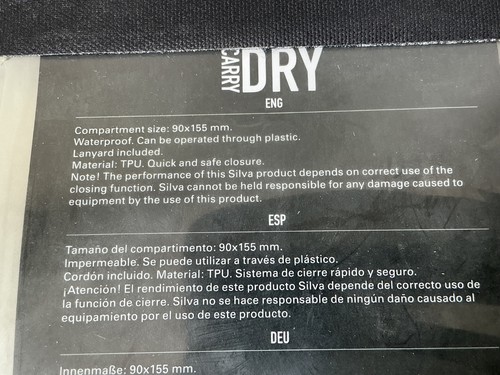 CARRY DRY
ENG
Compartment size: 90x155 mm.
Waterproof. Can be operated through plastic.
Lanyard included.
Material: TPU. Quick and safe closure.
Note! The performance of this Silva product depends on correct use of the
closing function. Silva cannot be held responsible for any damage caused to
equipment by the use of this product.
ESP
Tamaño del compartimento: 90x155 mm.
Impermeable. Se puede utilizar a través de plástico.
Cordón incluido. Material: TPU. Sistema de cierre rápido y seguro.
¡Atención! El rendimiento de este producto Silva depende del correcto uso de
la función de cierre. Silva no se hace responsable de ningún daño causado al
equipamiento por el uso de este producto.
DEU
Innenmaße: 90x155 mm.